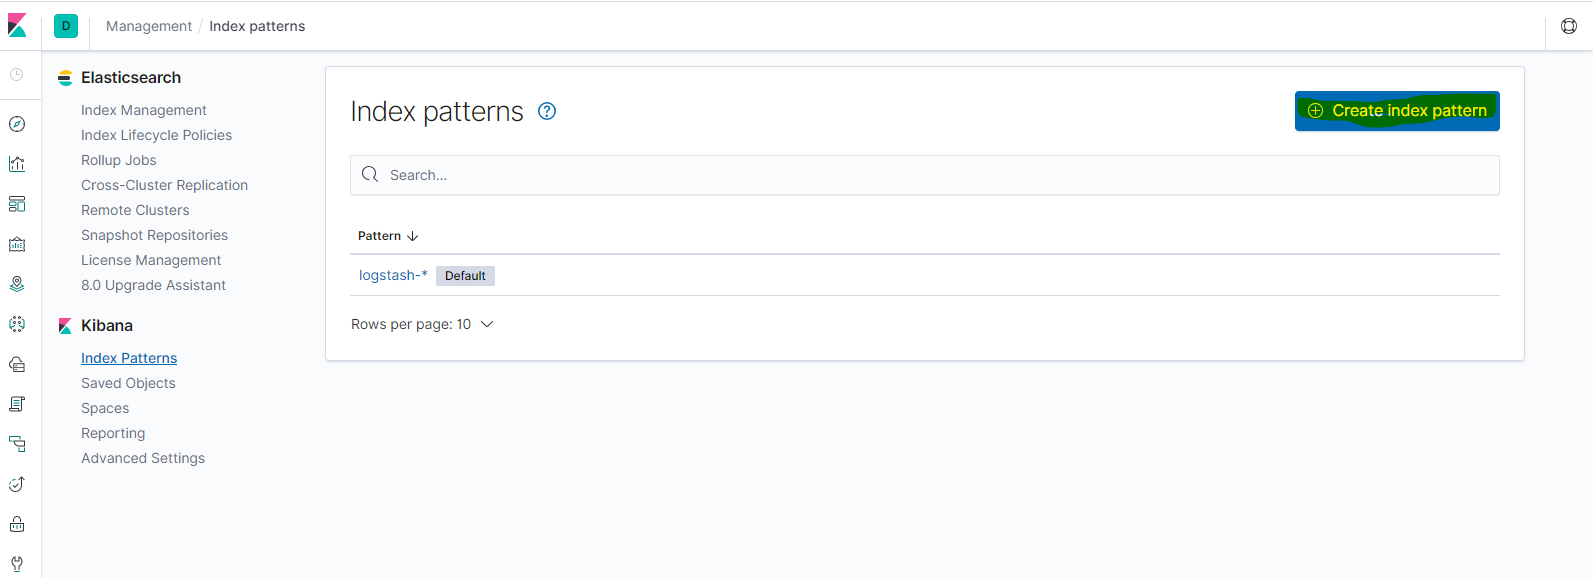 D
Management / Index patterns
Elasticsearch
Index Management
Index Lifecycle Policies
Rollup Jobs
Cross-Cluster Replication
Remote Clusters
Snapshot Repositories
License Management
8.0 Upgrade Assistant
Kibana
Index Patterns
Saved Objects
Spaces
Reporting
Advanced Settings
Index patterns ?
Create index pattern
Search...
Pattern
logstash-* Default
Rows per page: 10